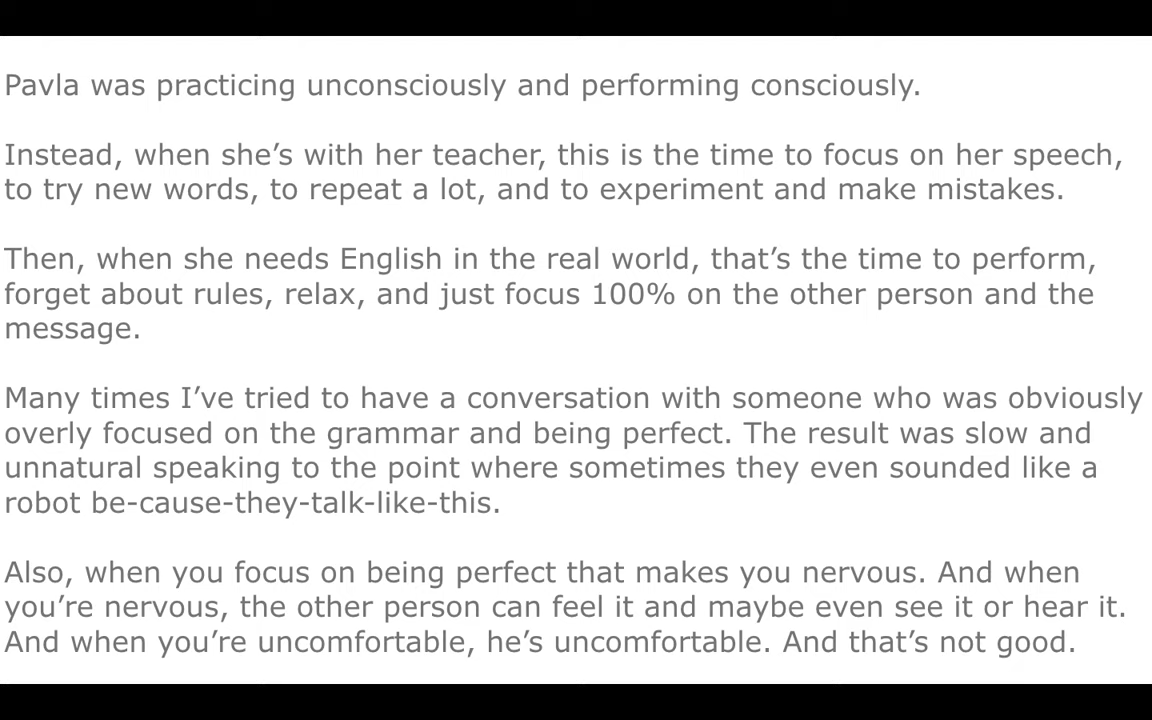 Pavla was practicing unconsciously and performing consciously.
Instead, when she’s with her teacher, this is the time to focus on her speech,
to try new words, to repeat a lot, and to experiment and make mistakes.
Then, when she needs English in the real world, that’s the time to perform,
forget about rules, relax, and just focus 100% on the other person and the
message.
Many times I’ve tried to have a conversation with someone who was obviously
overly focused on the grammar and being perfect. The result was slow and
unnatural speaking to the point where sometimes they even sounded like a
robot be-cause-they-talk-like-this.
Also, when you focus on being perfect that makes you nervous. And when
you’re nervous, the other person can feel it and maybe even see it or hear it.
And when you’re uncomfortable, he’s uncomfortable. And that’s not good.